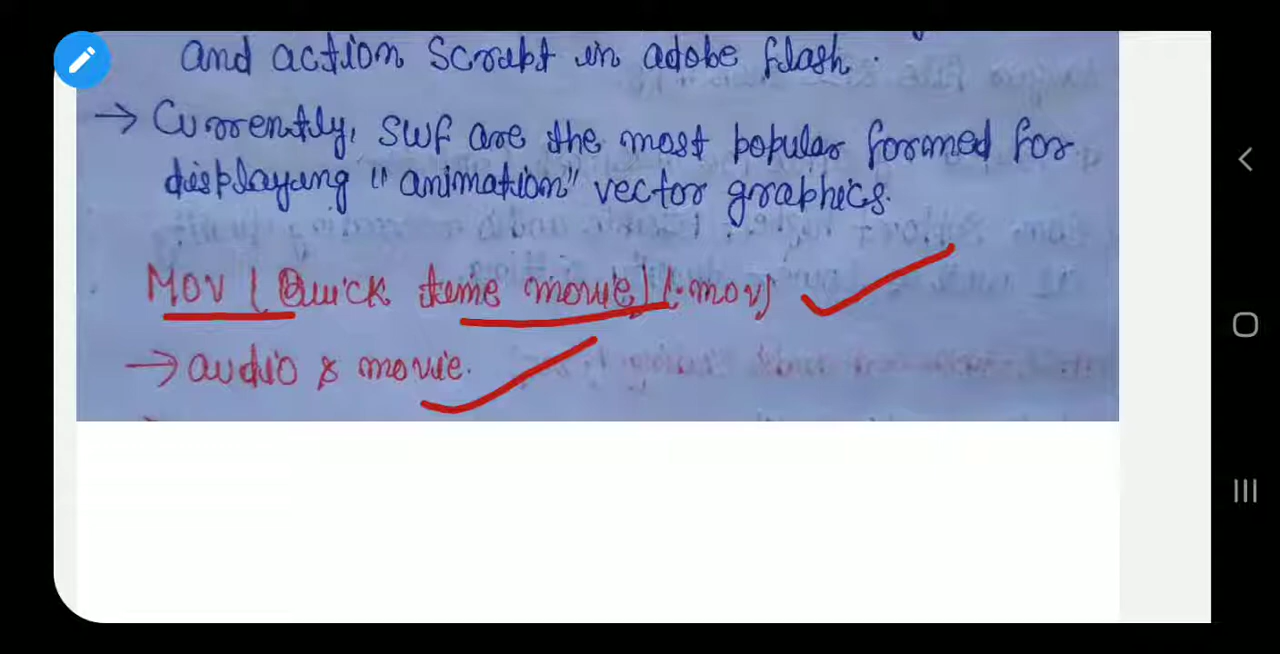 and action Script in adobe flash.
→ Currently, SWF are the most popular formed for
displaying "animation" vector graphics.
MOV (Quick time movie) (.mov)
→ audio & movie.